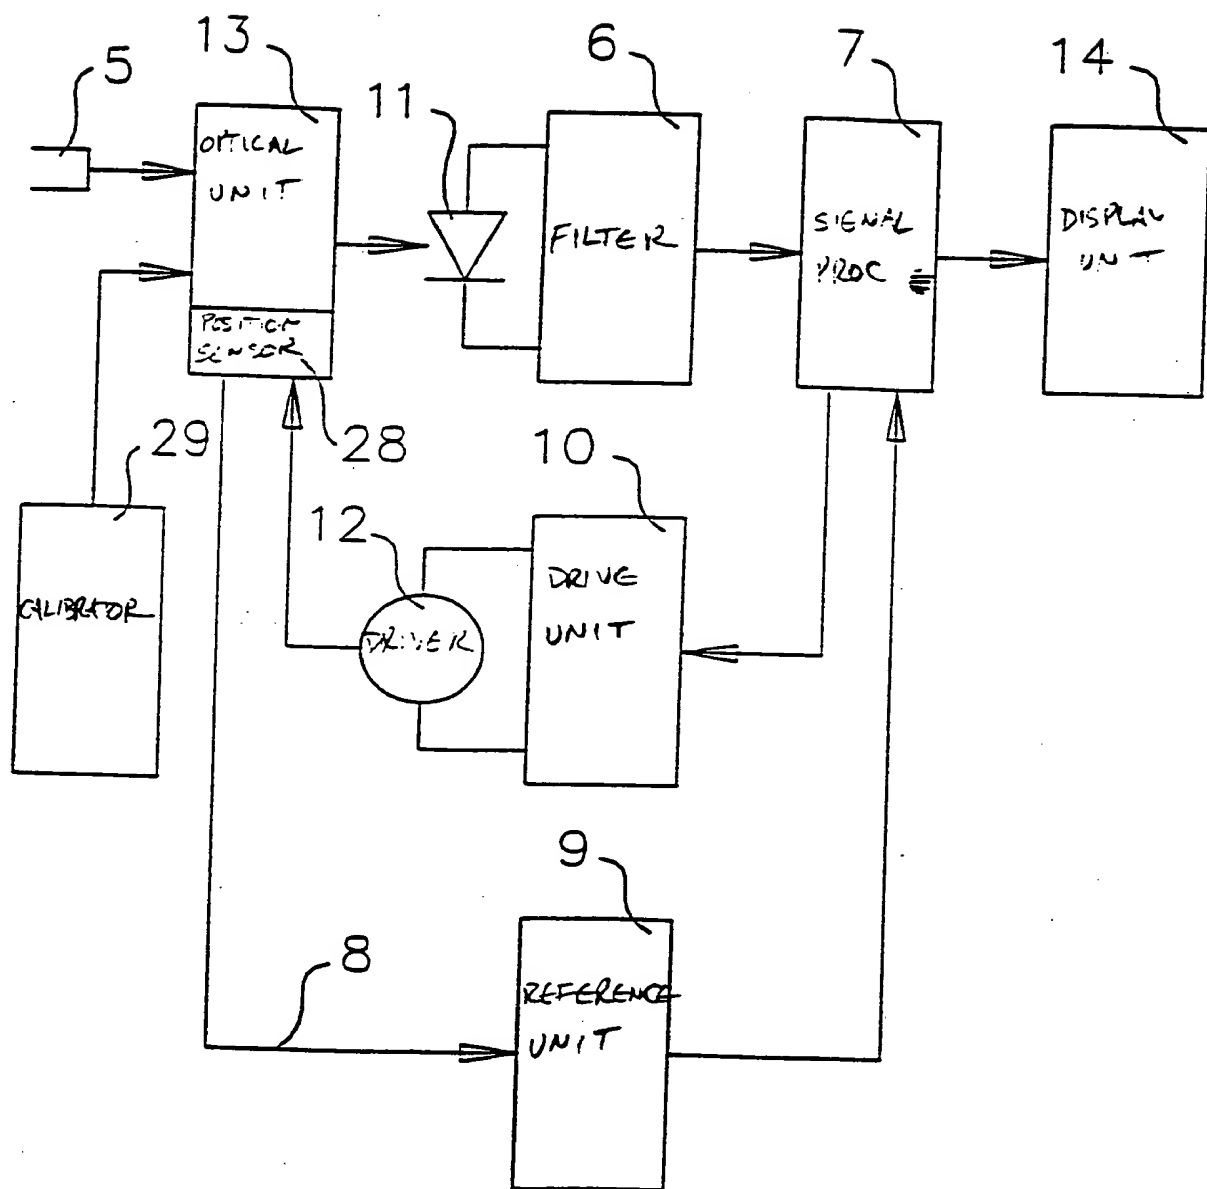 5
13
11
6
7
14
OPTICAL
UNIT
POSITION
SENSOR
FILTER
SIGNAL
PROC
DISPLAY
UNIT
29
28
12
10
CALIBRATOR
DRIVER
DRIVE
UNIT
8
9
REFERENCE
UNIT